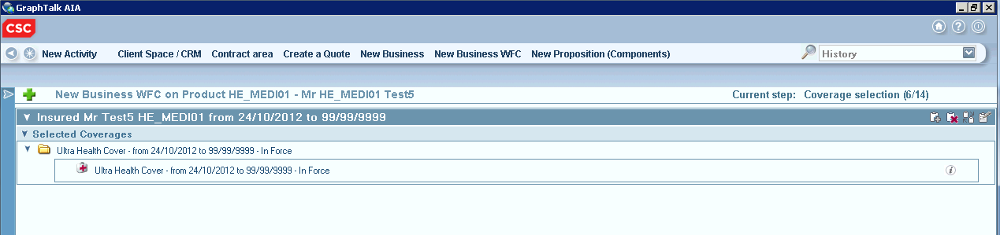 GraphTalk AIA
CSC
New Activity Client Space / CRM Contract area Create a Quote New Business New Business WFC New Proposition (Components) History
New Business WFC on Product HE_MEDI01 - Mr HE_MEDI01 Test5 Current step: Coverage selection (6/14)
Insured Mr Test5 HE_MEDI01 from 24/10/2012 to 99/99/9999
Selected Coverages
Ultra Health Cover - from 24/10/2012 to 99/99/9999 - In Force
Ultra Health Cover - from 24/10/2012 to 99/99/9999 - In Force